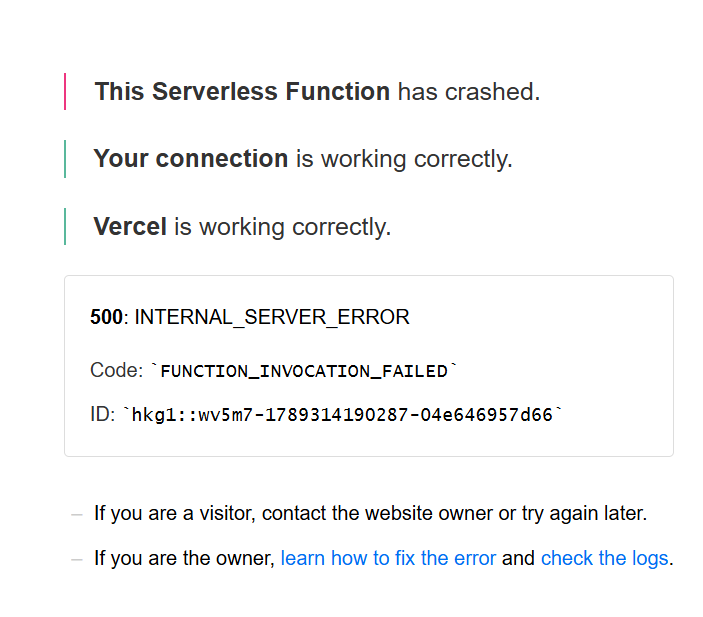 This Serverless Function has crashed.
Your connection is working correctly.
Vercel is working correctly.
500: INTERNAL_SERVER_ERROR
Code: `FUNCTION_INVOCATION_FAILED`
ID: `hkg1::wv5m7-1789314190287-04e646957d66`
– If you are a visitor, contact the website owner or try again later.
– If you are the owner, learn how to fix the error and check the logs.